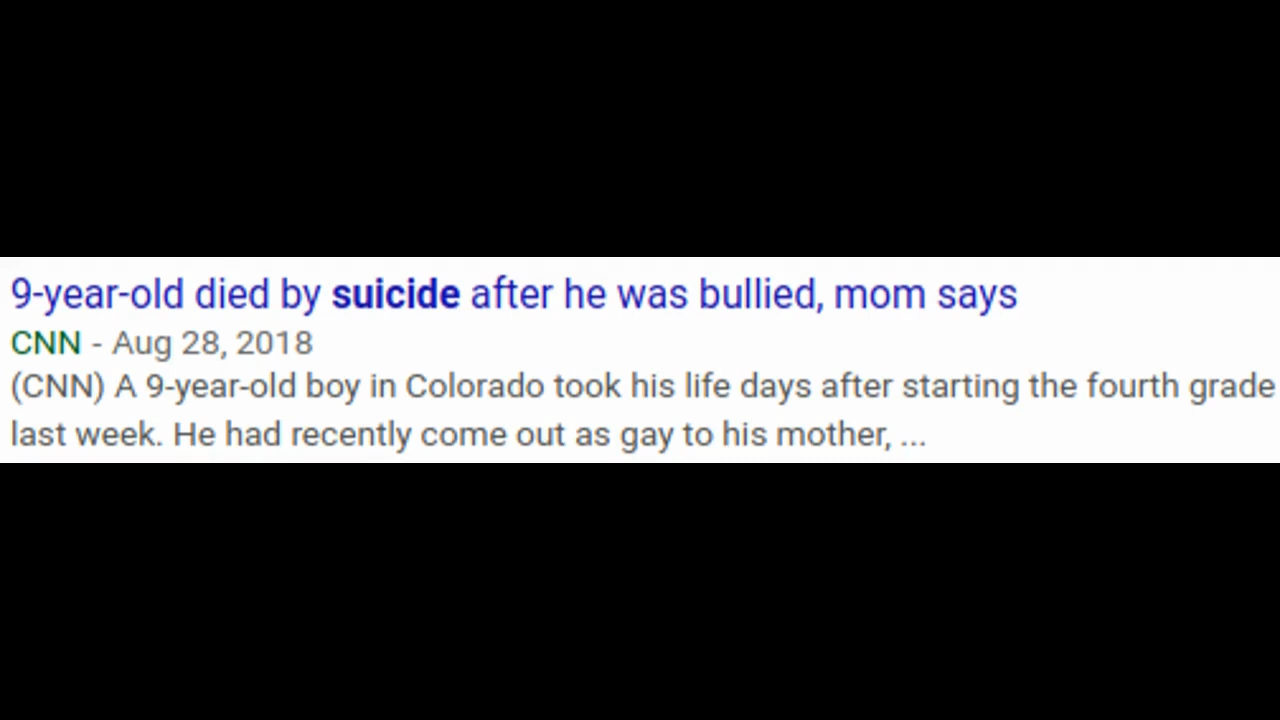 9-year-old died by suicide after he was bullied, mom says
CNN - Aug 28, 2018
(CNN) A 9-year-old boy in Colorado took his life days after starting the fourth grade
last week. He had recently come out as gay to his mother, ...